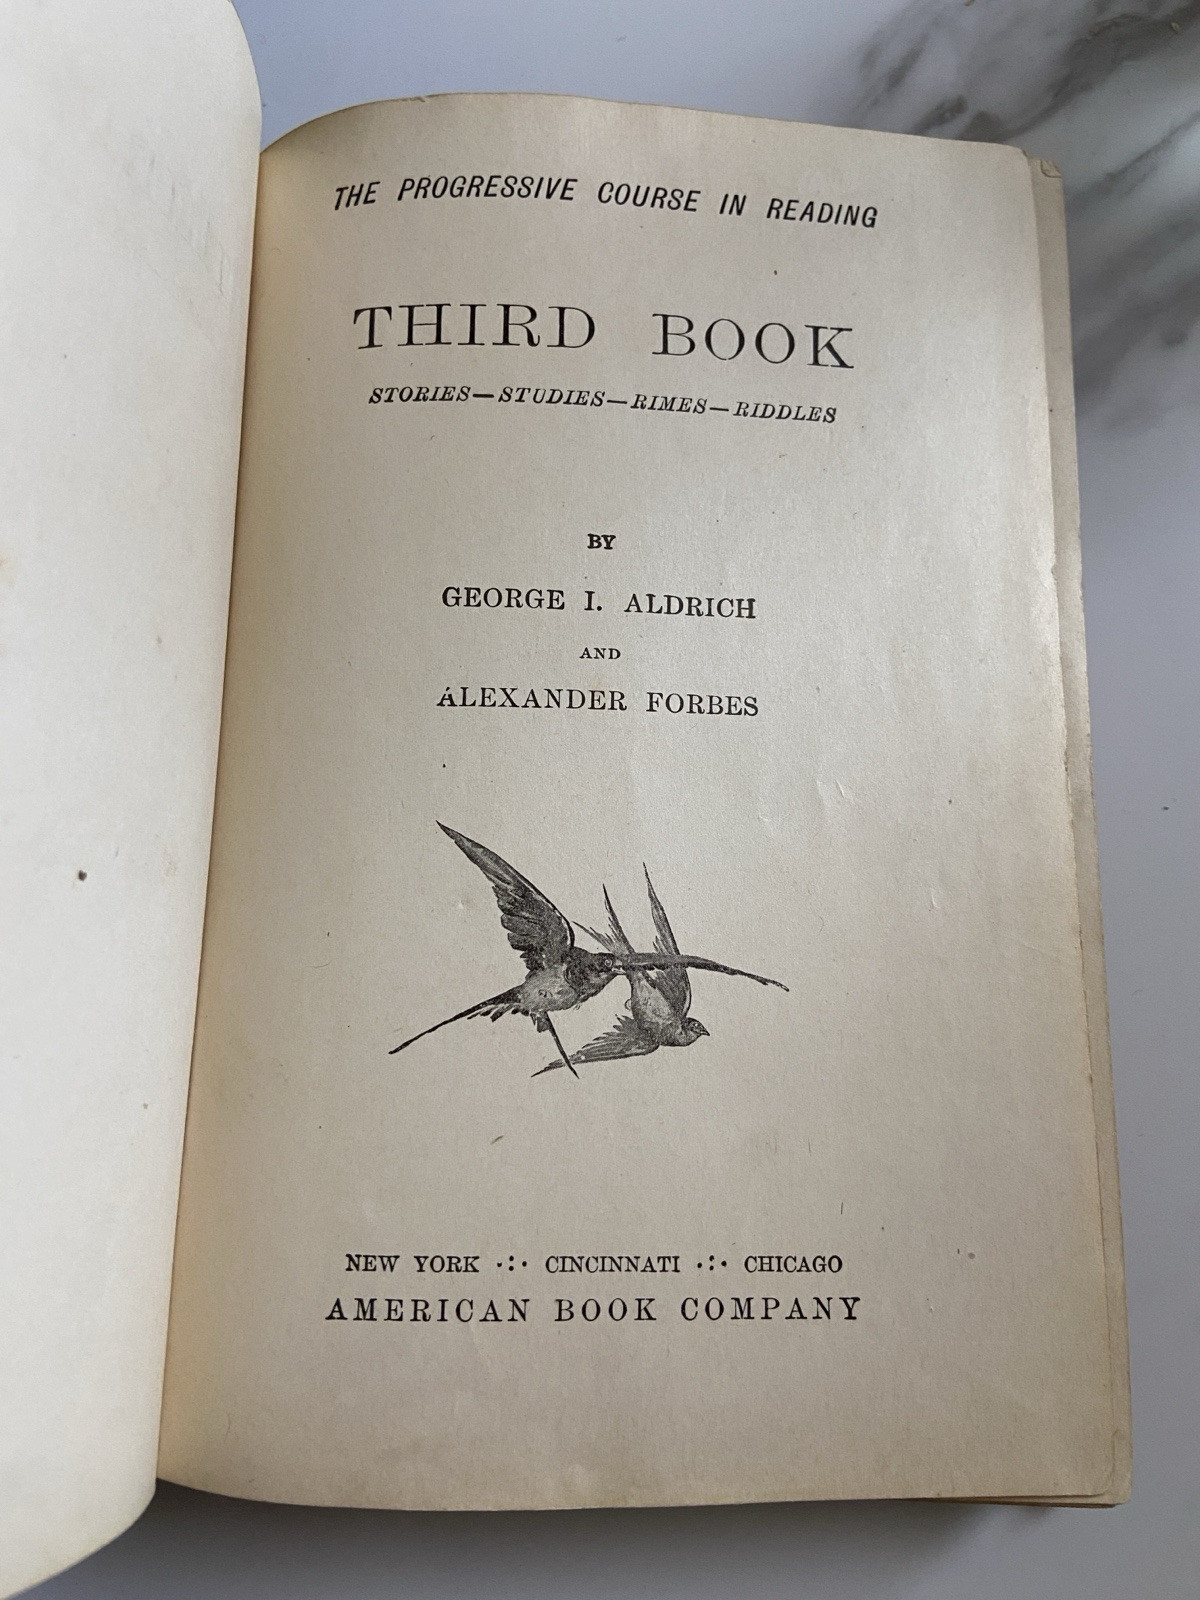 THE PROGRESSIVE COURSE IN READING
THIRD BOOK
STORIES—STUDIES—RIMES—RIDDLES
BY
GEORGE I. ALDRICH
AND
ALEXANDER FORBES
NEW YORK ·:· CINCINNATI ·:· CHICAGO
AMERICAN BOOK COMPANY